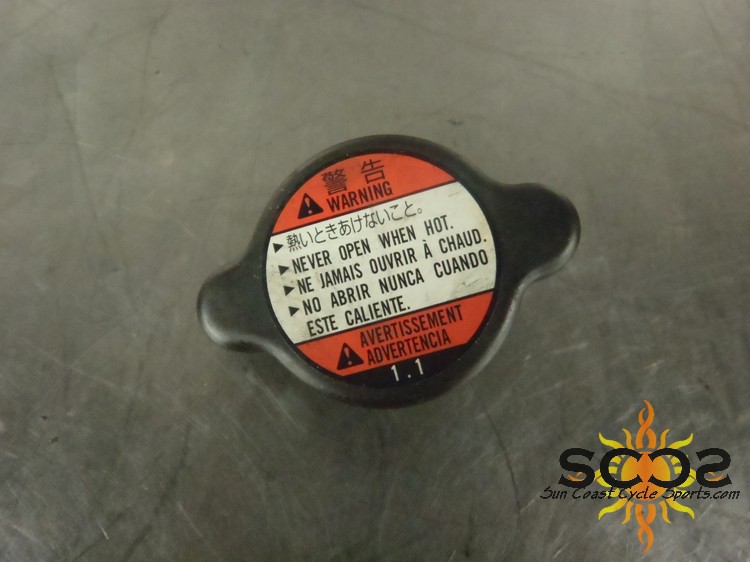 警告
WARNING
▶熱いときあけないこと。
▶NEVER OPEN WHEN HOT.
▶NE JAMAIS OUVRIR À CHAUD.
▶NO ABRIR NUNCA CUANDO
ESTE CALIENTE.
AVERTISSEMENT
ADVERTENCIA
1.1
SCCS
Sun Coast Cycle Sports.com